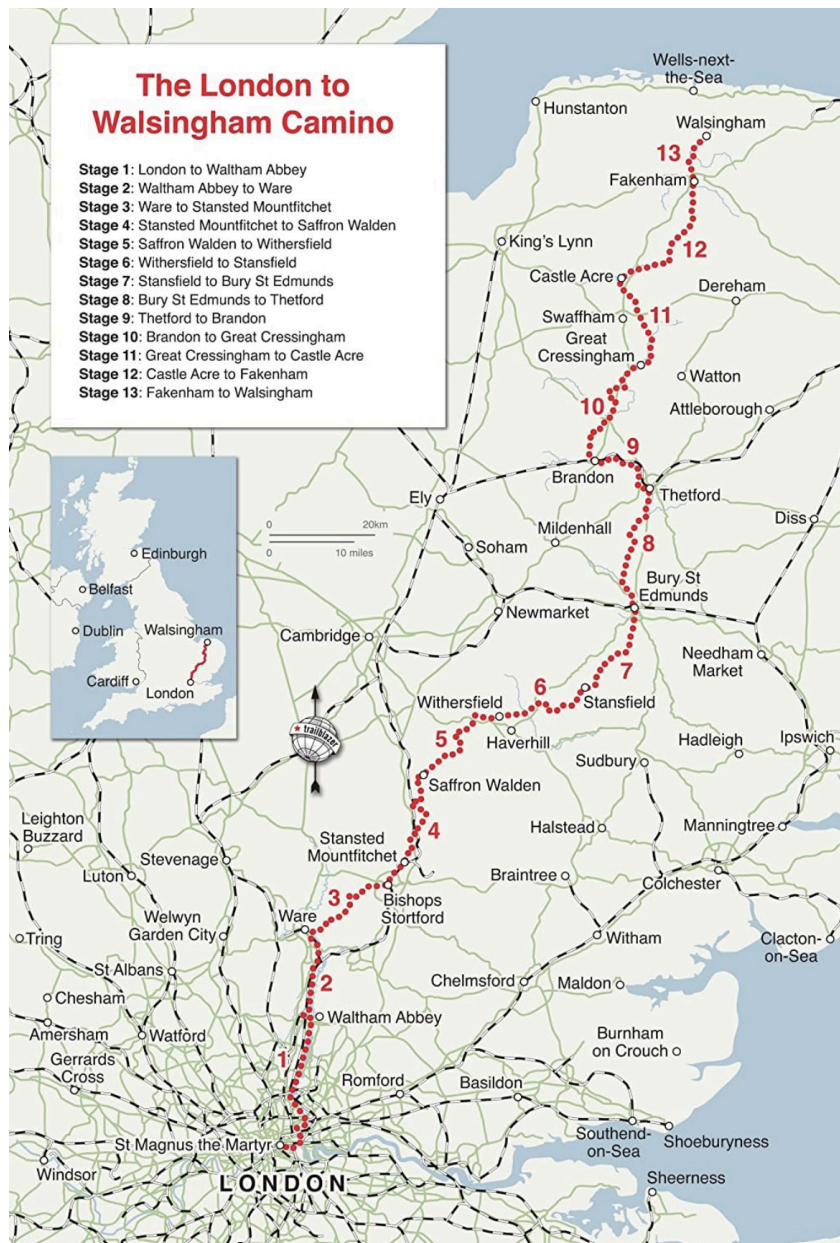 The London to
Walsingham Camino
Stage 1: London to Waltham Abbey
Stage 2: Waltham Abbey to Ware
Stage 3: Ware to Stansted Mountfitchet
Stage 4: Stansted Mountfitchet to Saffron Walden
Stage 5: Saffron Walden to Withersfield
Stage 6: Withersfield to Stansfield
Stage 7: Stansfield to Bury St Edmunds
Stage 8: Bury St Edmunds to Thetford
Stage 9: Thetford to Brandon
Stage 10: Brandon to Great Cressingham
Stage 11: Great Cressingham to Castle Acre
Stage 12: Castle Acre to Fakenham
Stage 13: Fakenham to Walsingham
Wells-next-
the-Sea
Hunstanton
Walsingham
13
Fakenham
King's Lynn
12
Castle Acre
Dereham
Swaffham
11
Great
Cressingham
Watton
10
Attleborough
9
Brandon
Thetford
Ely
Diss
0 20km
0 10 miles
Mildenhall
8
Soham
Bury St
Edmunds
Newmarket
Cambridge
7
Needham
Market
6
Stansfield
Withersfield
5
Haverhill
Hadleigh
Ipswich
Sudbury
Saffron Walden
4
Halstead
Manningtree
Stansted
Mountfitchet
Braintree
Colchester
Bishops
Stortford
3
Ware
Witham
Clacton-
on-Sea
2
Chelmsford
Maldon
Waltham Abbey
Burnham
on Crouch
1
Romford
Basildon
St Magnus the Martyr
Southend-
on-Sea
Shoeburyness
LONDON
Sheerness
Edinburgh
Belfast
Dublin
Walsingham
Cardiff
London
trailblazer
Leighton
Buzzard
Luton
Stevenage
Welwyn
Garden City
Tring
St Albans
Chesham
Amersham
Watford
Gerrards
Cross
Windsor